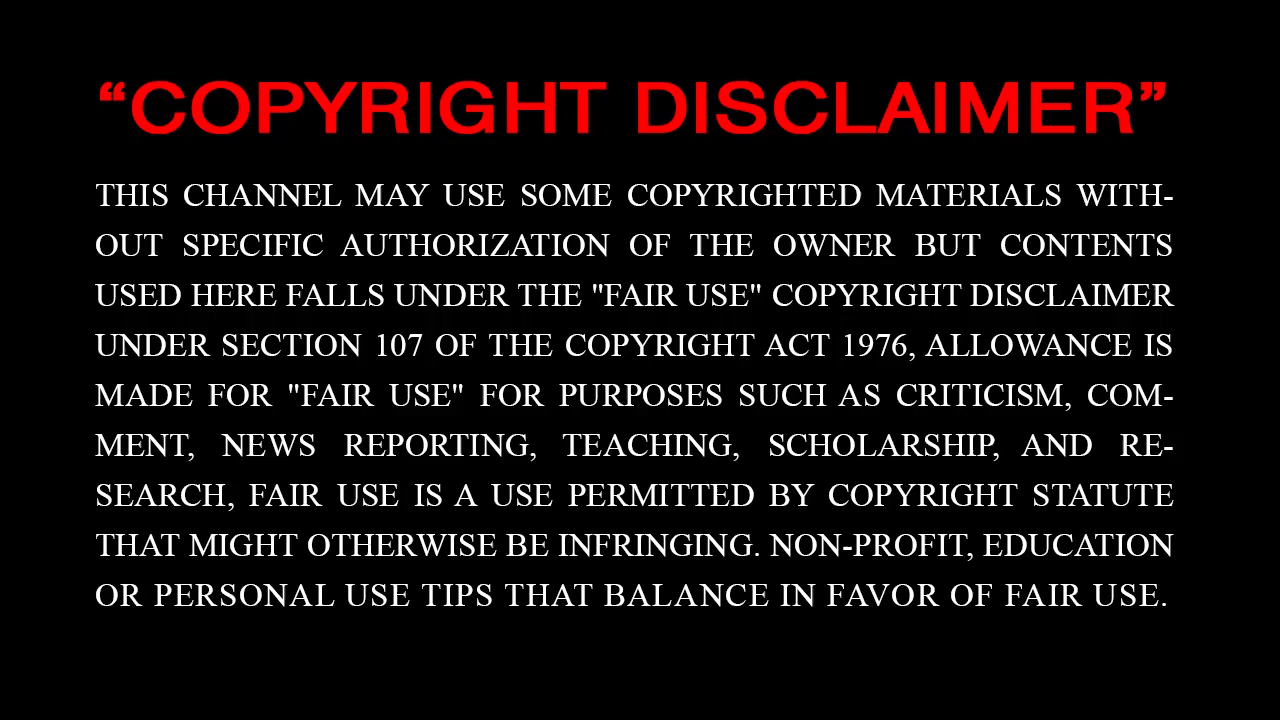 “COPYRIGHT DISCLAIMER”
THIS CHANNEL MAY USE SOME COPYRIGHTED MATERIALS WITH-
OUT SPECIFIC AUTHORIZATION OF THE OWNER BUT CONTENTS
USED HERE FALLS UNDER THE "FAIR USE" COPYRIGHT DISCLAIMER
UNDER SECTION 107 OF THE COPYRIGHT ACT 1976, ALLOWANCE IS
MADE FOR "FAIR USE" FOR PURPOSES SUCH AS CRITICISM, COM-
MENT, NEWS REPORTING, TEACHING, SCHOLARSHIP, AND RE-
SEARCH, FAIR USE IS A USE PERMITTED BY COPYRIGHT STATUTE
THAT MIGHT OTHERWISE BE INFRINGING. NON-PROFIT, EDUCATION
OR PERSONAL USE TIPS THAT BALANCE IN FAVOR OF FAIR USE.